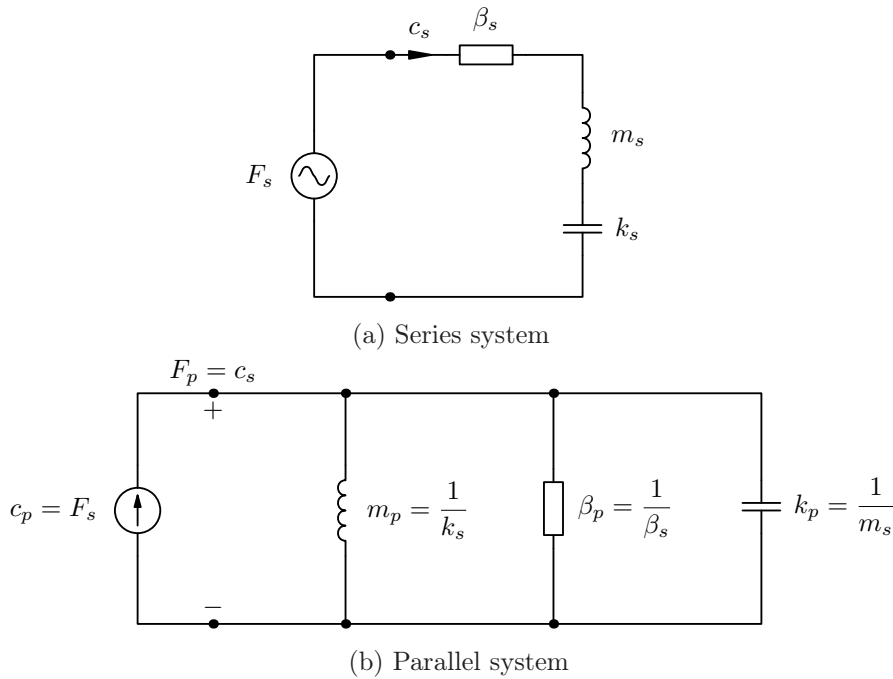 c_s
β_s
m_s
F_s
k_s
(a) Series system
F_p = c_s
+
c_p = F_s
m_p = 1/k_s
β_p = 1/β_s
k_p = 1/m_s
−
(b) Parallel system